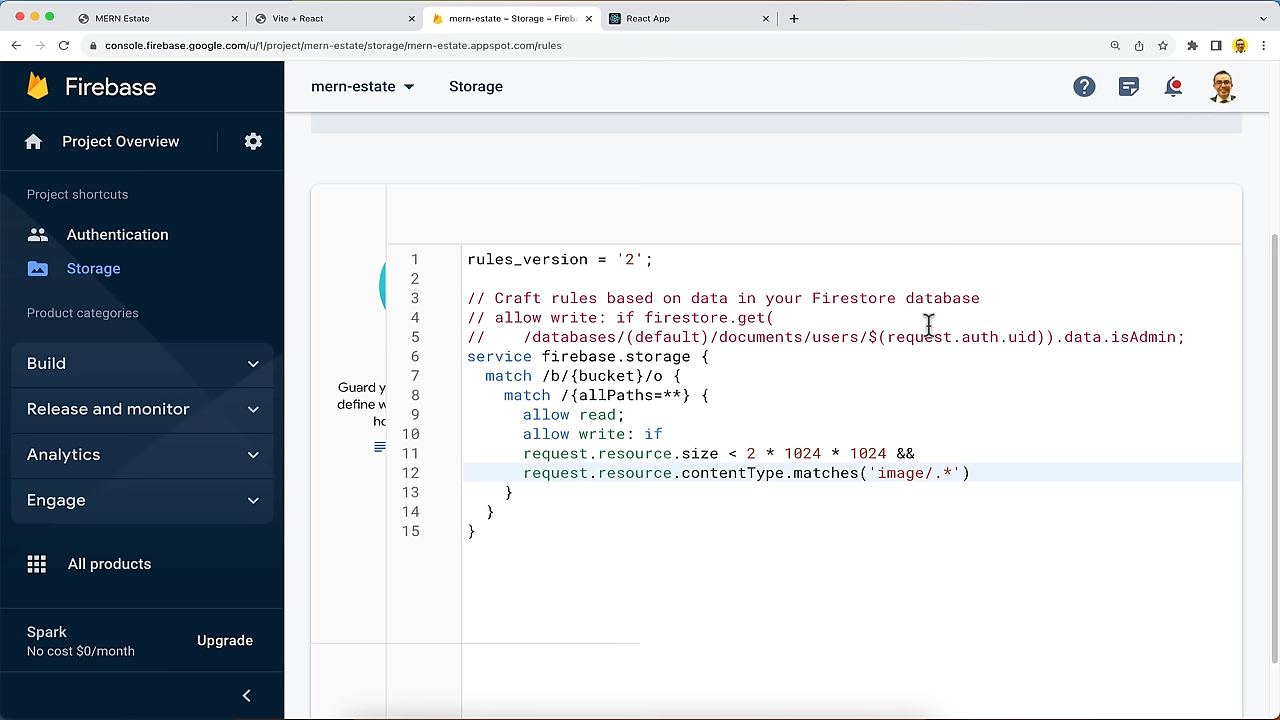 MERN Estate
Vite + React
mern-estate – Storage – Fireb
React App
console.firebase.google.com/u/1/project/mern-estate/storage/mern-estate.appspot.com/rules
Firebase
mern-estate
Storage
Project Overview
Project shortcuts
Authentication
Storage
Product categories
Build
Release and monitor
Analytics
Engage
All products
Spark
No cost $0/month
Upgrade
Guard y
define w
ho
1 rules_version = '2';
2
3 // Craft rules based on data in your Firestore database
4 // allow write: if firestore.get(
5 //    /databases/(default)/documents/users/$(request.auth.uid)).data.isAdmin;
6 service firebase.storage {
7   match /b/{bucket}/o {
8     match /{allPaths=**} {
9       allow read;
10       allow write: if
11       request.resource.size < 2 * 1024 * 1024 &&
12       request.resource.contentType.matches('image/.*')
13     }
14   }
15 }